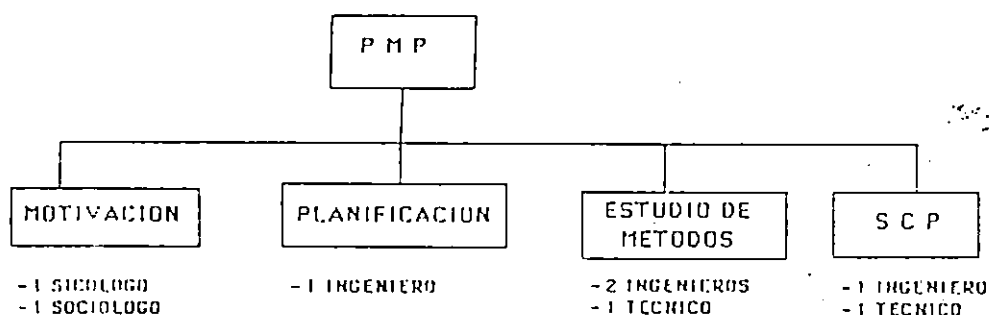 P M P
MOTIVACION
PLANIFICACION
ESTUDIO DE
METODOS
S C P
-1 SICOLOGO
-1 SOCIOLOGO
-1 INGENIERO
-2 INGENIEROS
-1 TECNICO
-1 INGENIERO
-1 TECNICO